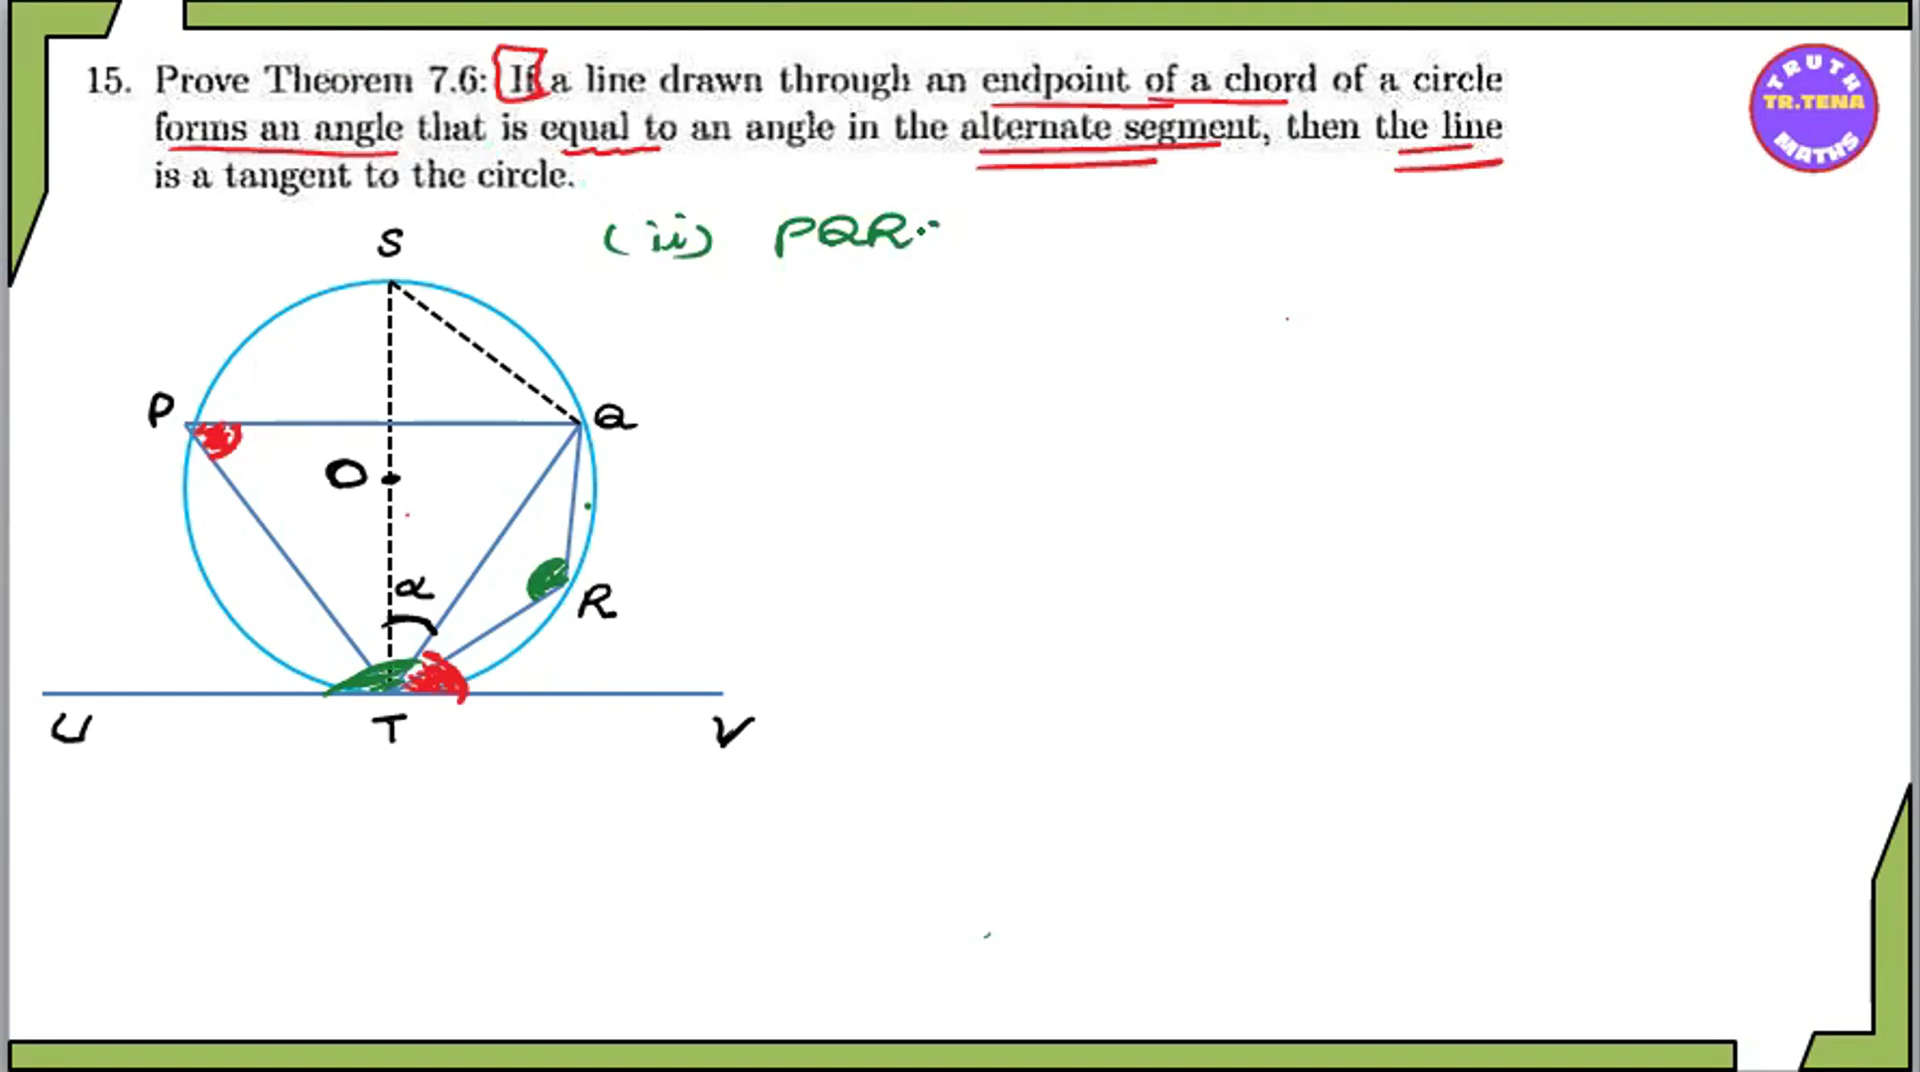 15. Prove Theorem 7.6: If a line drawn through an endpoint of a chord of a circle
forms an angle that is equal to an angle in the alternate segment, then the line
is a tangent to the circle.
TRUTH
TR.TENA
MATHS
(ii) PQR
S
P
Q
O
α
R
U
T
V